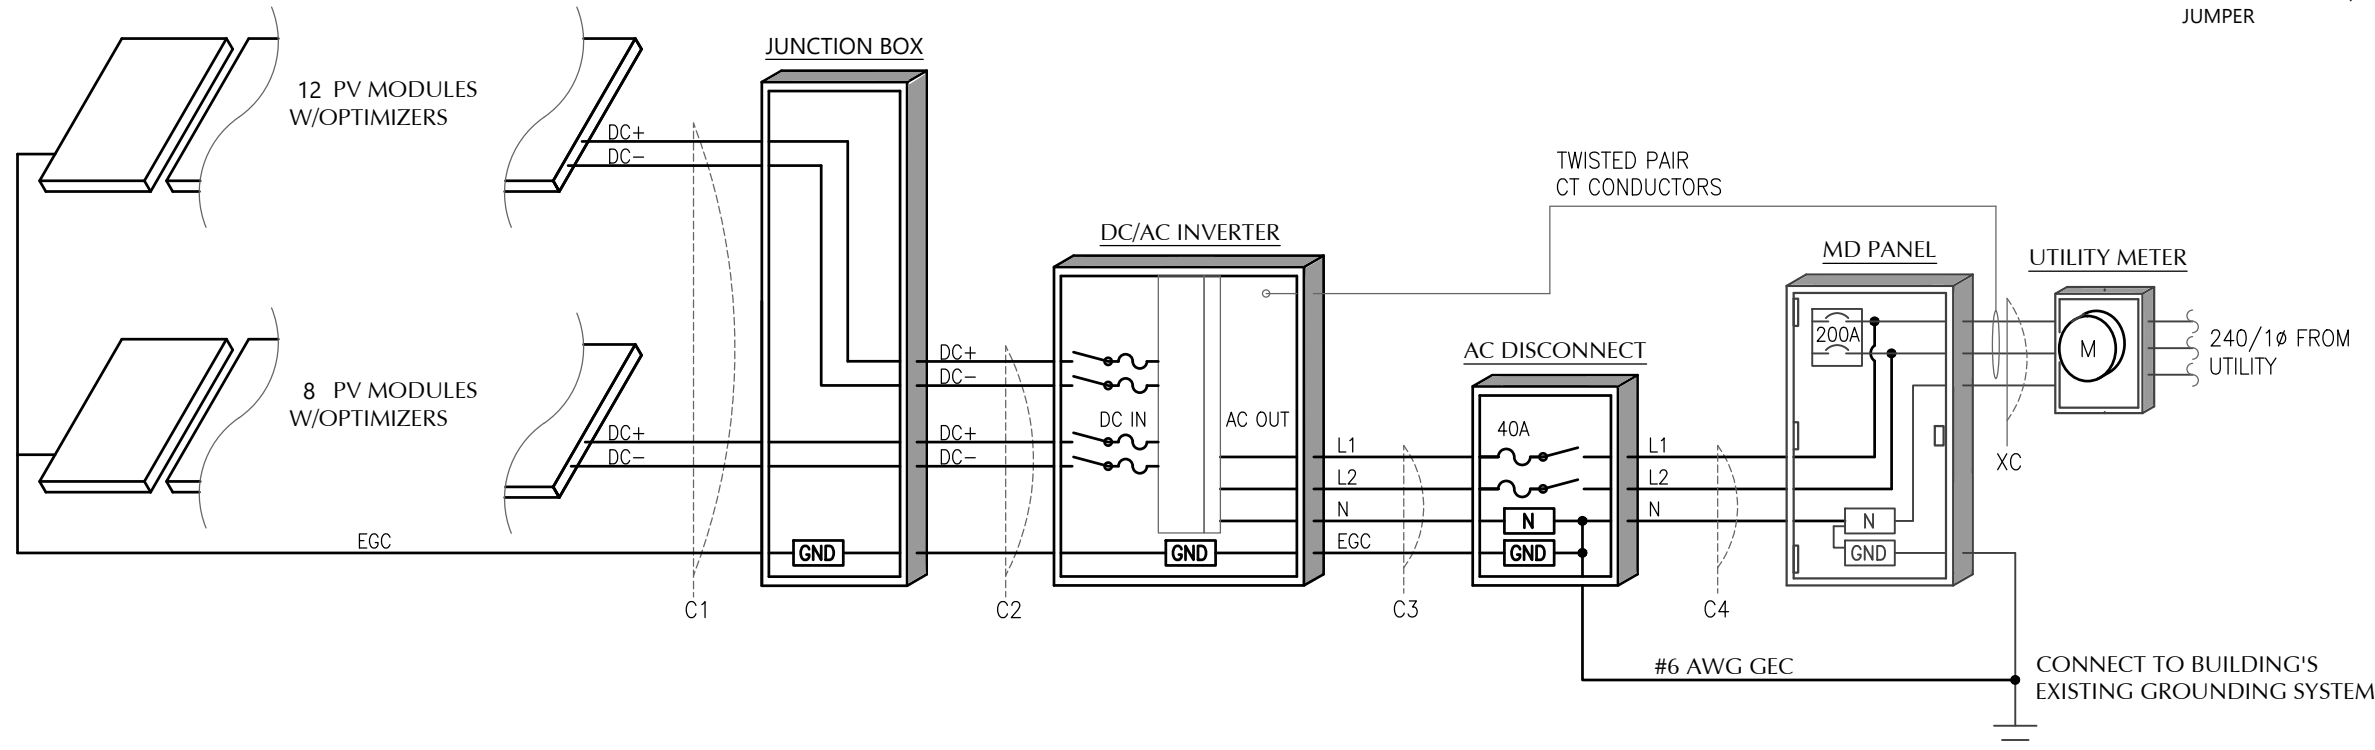 JUMPER
JUNCTION BOX
12 PV MODULES
W/OPTIMIZERS
DC+
DC-
TWISTED PAIR
CT CONDUCTORS
DC/AC INVERTER
MD PANEL
UTILITY METER
200A
M
240/1ø FROM
UTILITY
AC DISCONNECT
8 PV MODULES
W/OPTIMIZERS
DC+
DC-
DC+
DC-
DC+
DC-
DC IN
AC OUT
40A
L1
L2
N
EGC
L1
L2
N
N
GND
N
GND
XC
EGC
GND
GND
C1
C2
C3
C4
#6 AWG GEC
CONNECT TO BUILDING'S
EXISTING GROUNDING SYSTEM